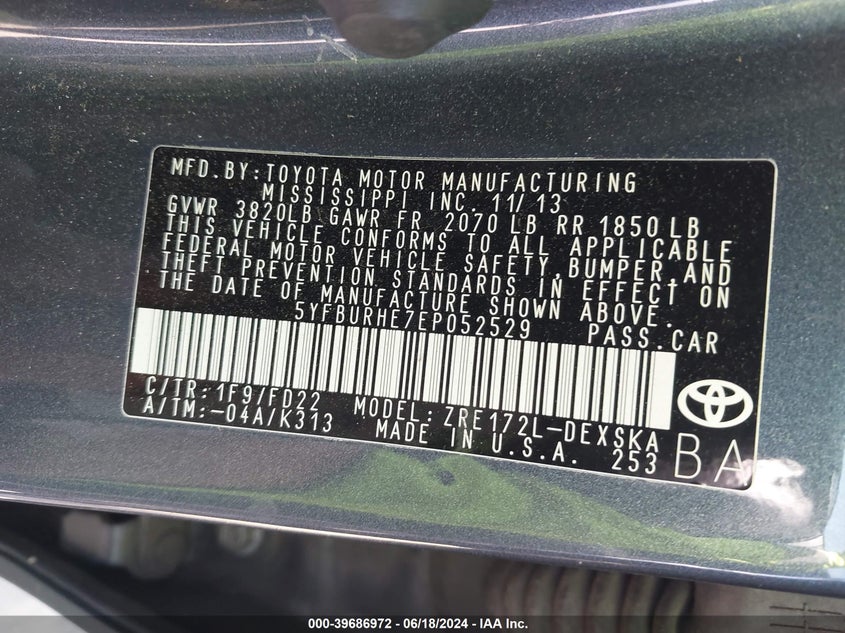 MFD.BY:TOYOTA MOTOR MANUFACTURING
MISSISSIPPI INC. 11/13
GVWR 3820LB GAWR FR 2070 LB RR 1850 LB
THIS VEHICLE CONFORMS TO ALL APPLICABLE
FEDERAL MOTOR VEHICLE SAFETY,BUMPER,AND
THEFT PREVENTION STANDARDS IN EFFECT ON
THE DATE OF MANUFACTURE SHOWN ABOVE.
5YFBURHE7EP052529 PASS.CAR
C/TR:1F9/FD22 MODEL:ZRE172L-DEXSKA
A/TM:-04A/K313 MADE IN U.S.A. 253
BA
000-39686972 - 06/18/2024 - IAA Inc.